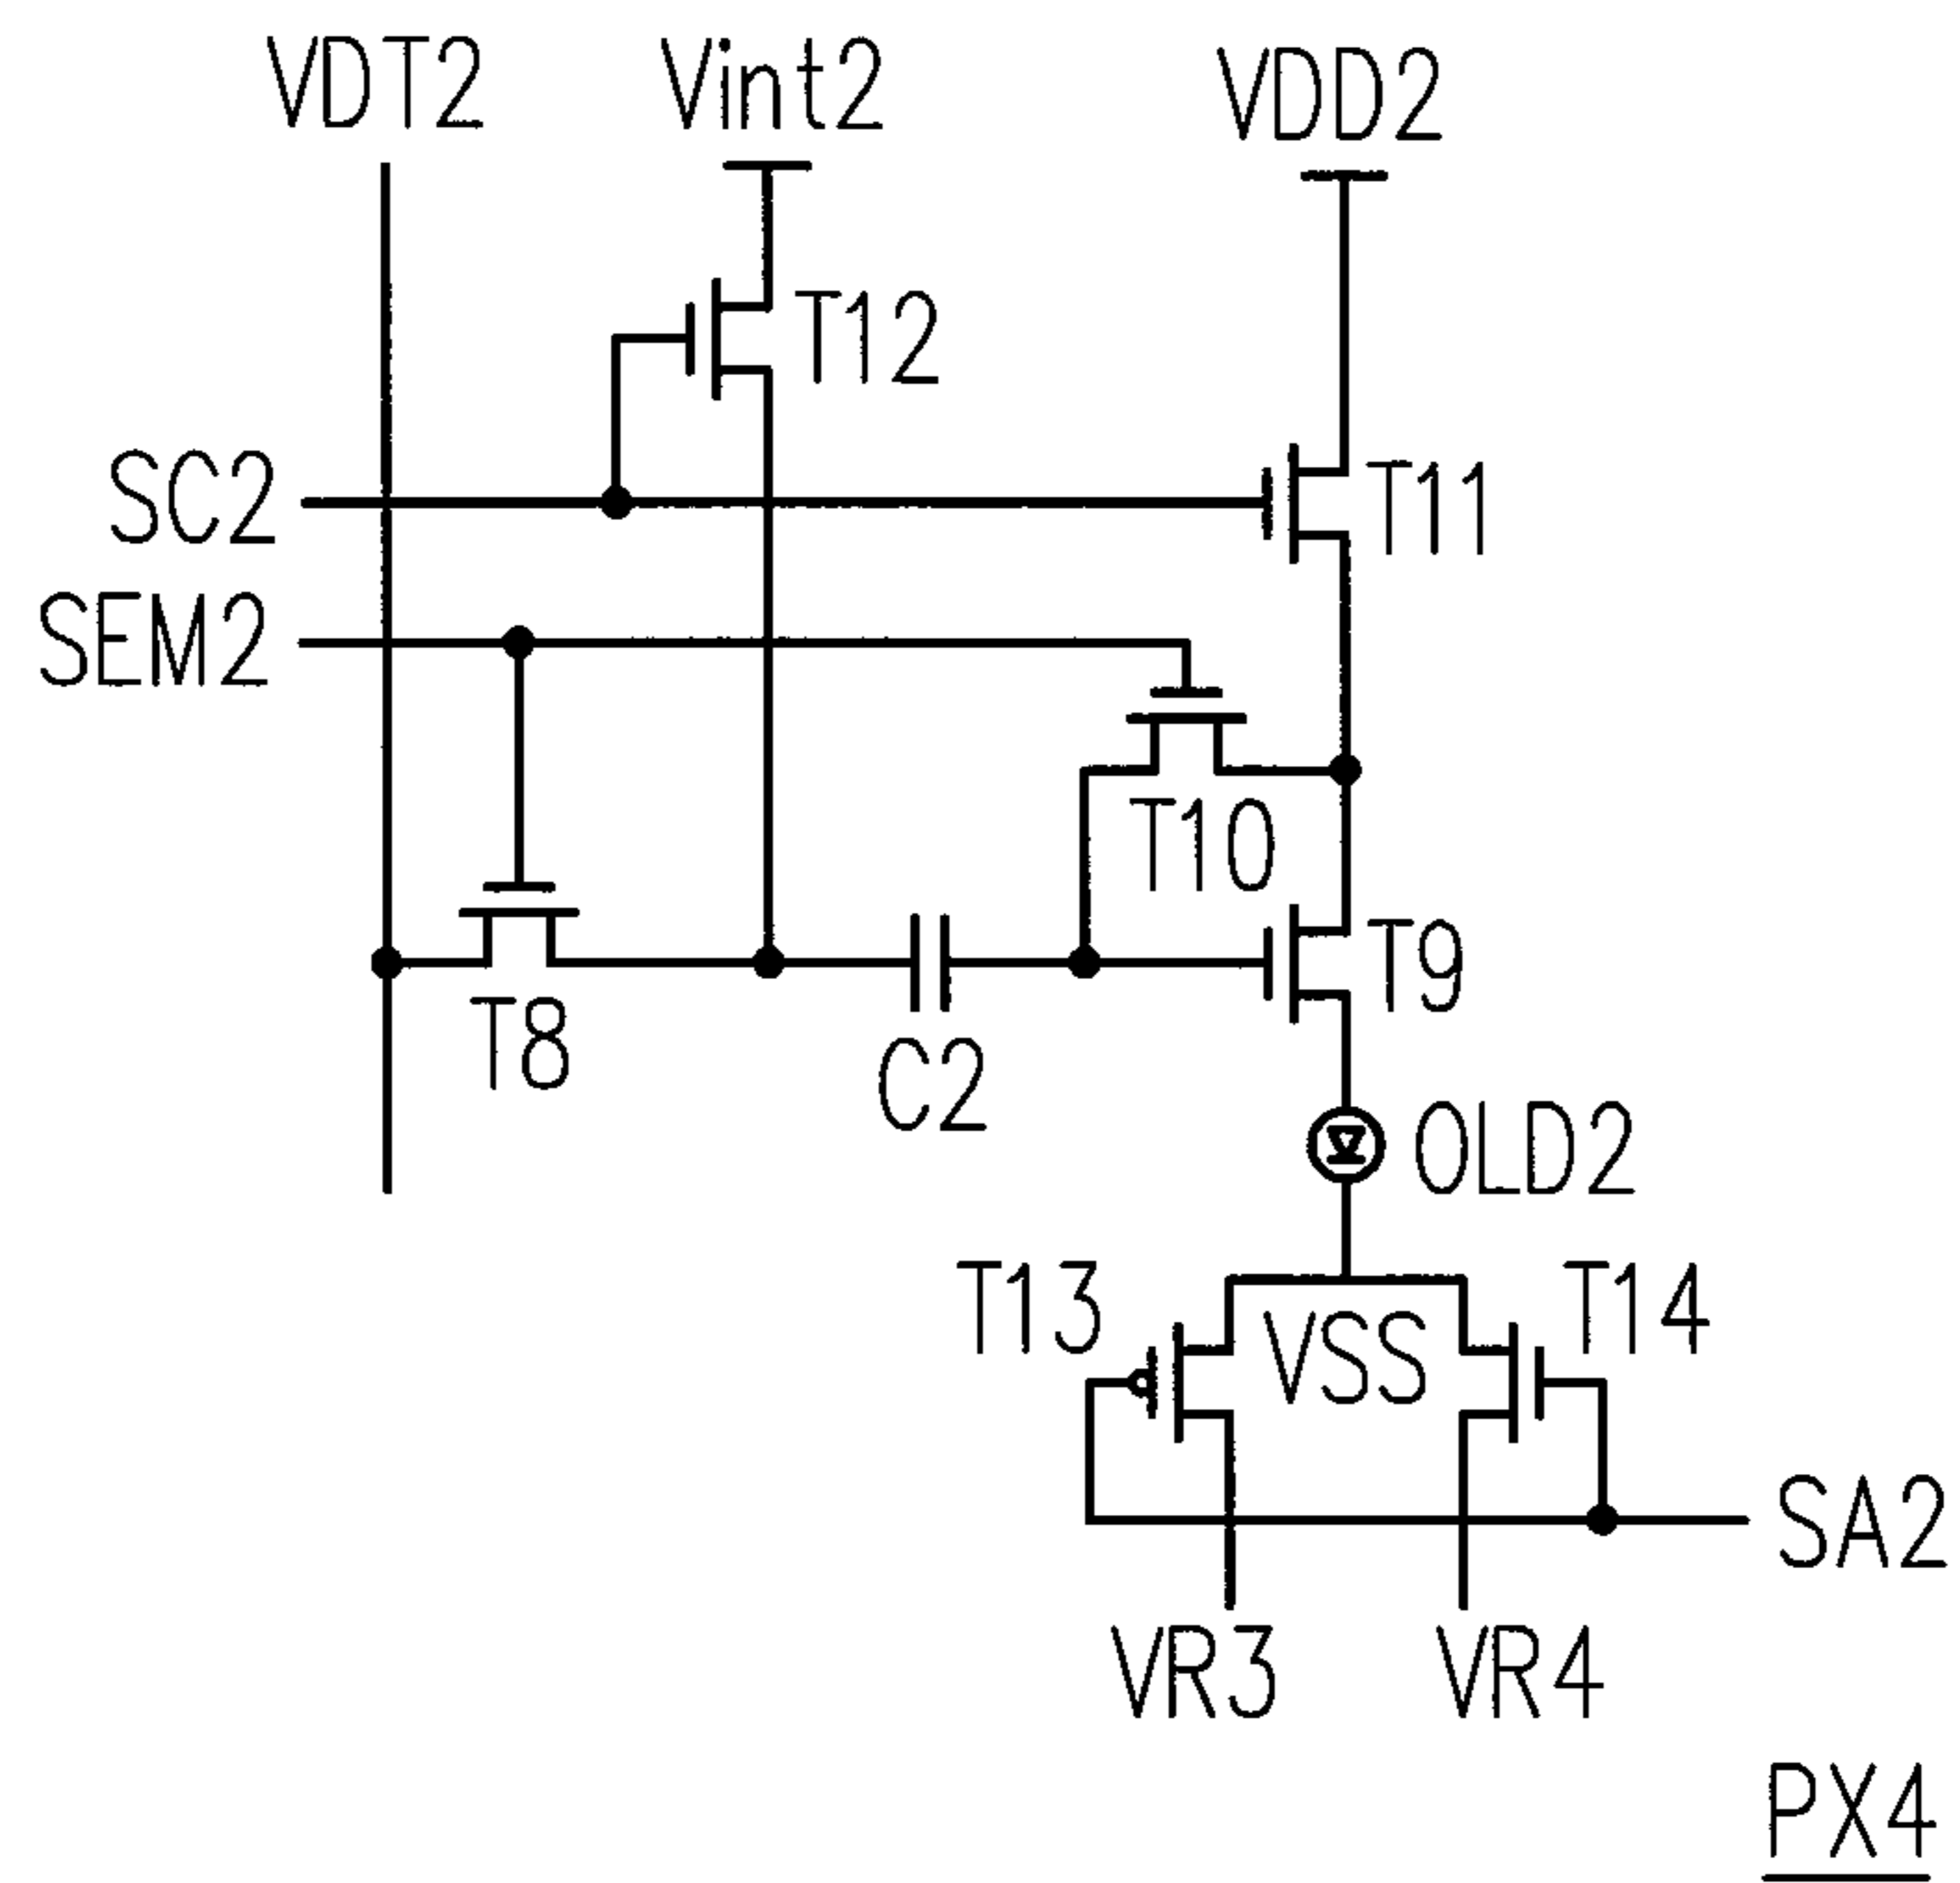 VDT2
Vint2
VDD2
T12
SC2
T11
SEM2
T10
T9
T8
C2
OLD2
T13
T14
VSS
SA2
VR3
VR4
PX4